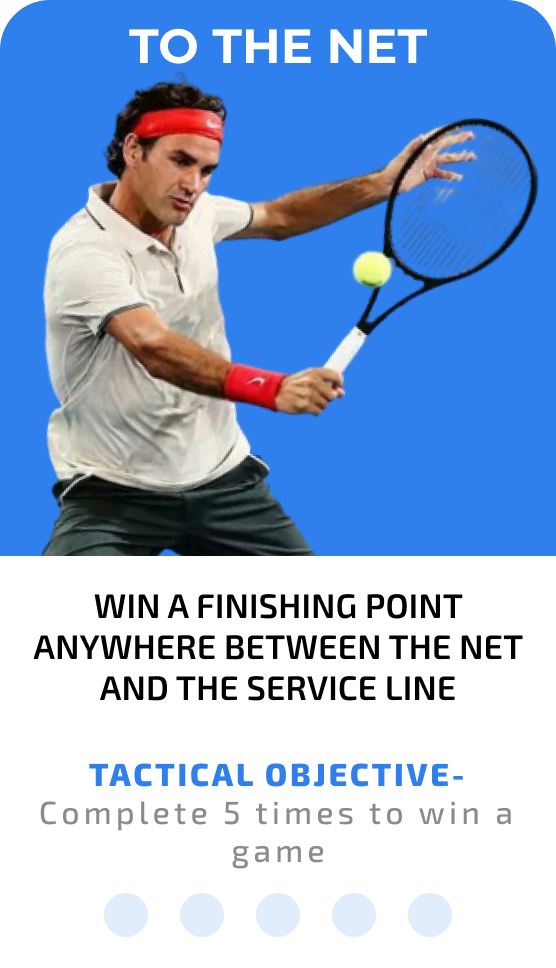 TO THE NET
WIN A FINISHING POINT
ANYWHERE BETWEEN THE NET
AND THE SERVICE LINE
TACTICAL OBJECTIVE-
Complete 5 times to win a
game